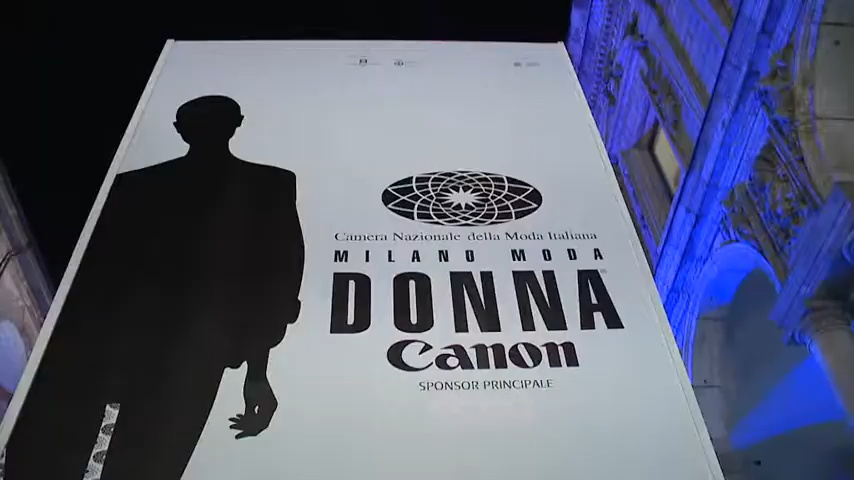 Camera Nazionale della Moda Italiana
MILANO MODA
DONNA
Canon
SPONSOR PRINCIPALE